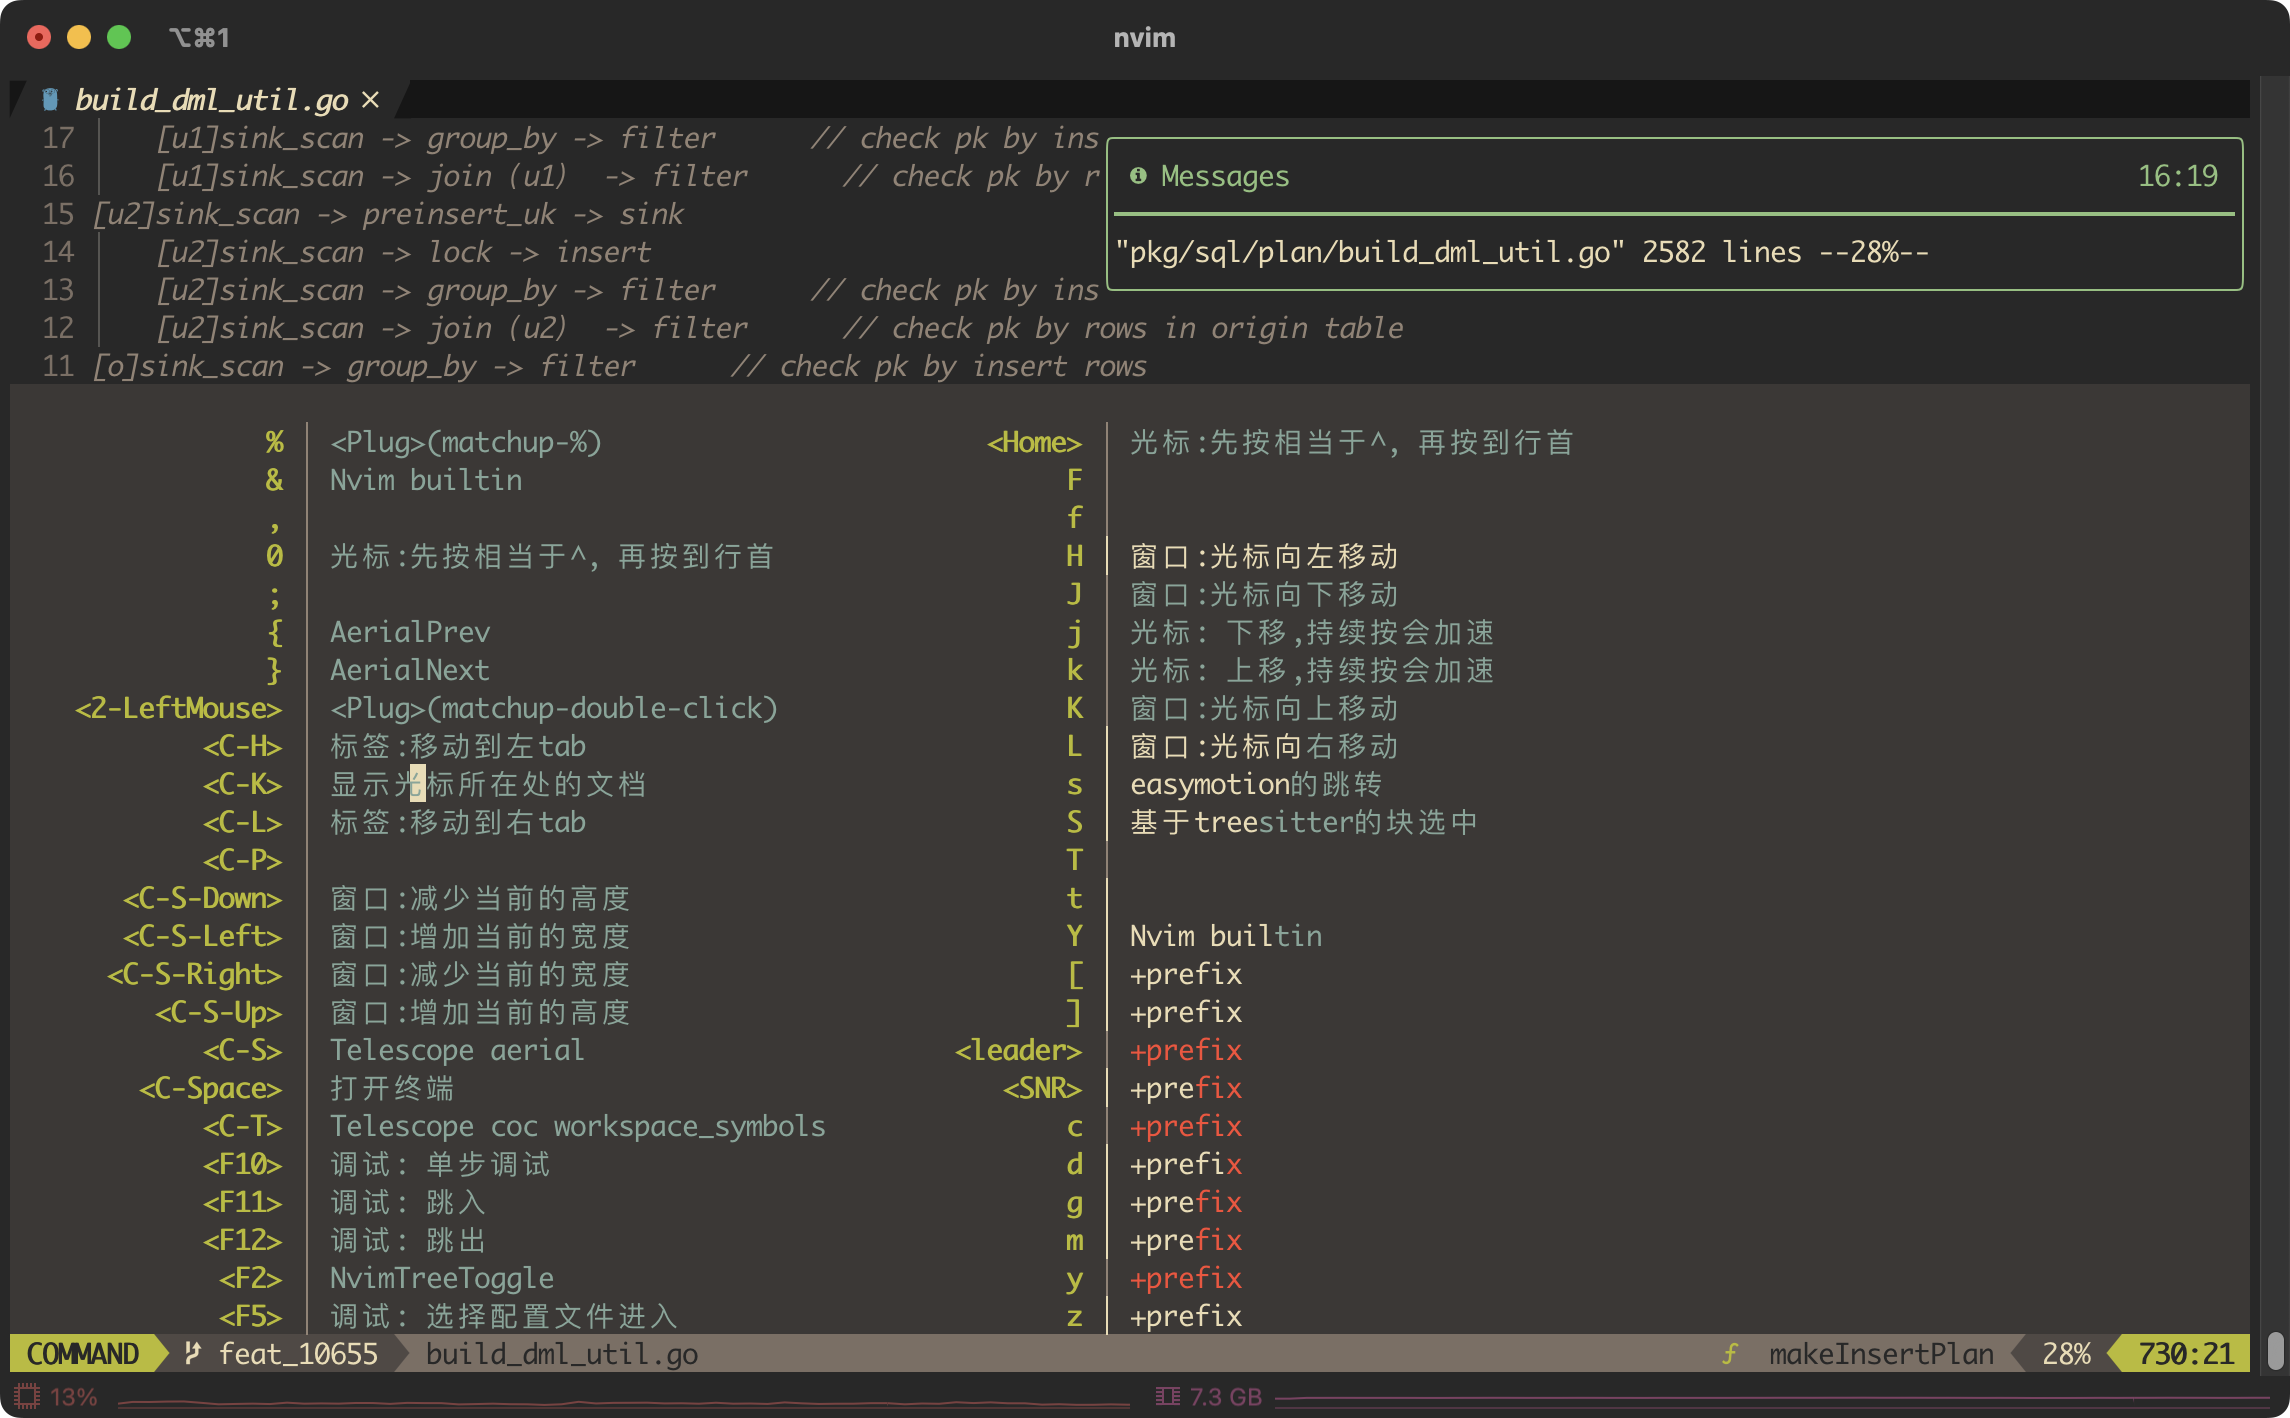 ⌥⌘1 nvim
build_dml_util.go ×
17 [u1]sink_scan -> group_by -> filter // check pk by ins
16 [u1]sink_scan -> join (u1) -> filter // check pk by r
15 [u2]sink_scan -> preinsert_uk -> sink
14 [u2]sink_scan -> lock -> insert
13 [u2]sink_scan -> group_by -> filter // check pk by ins
12 [u2]sink_scan -> join (u2) -> filter // check pk by rows in origin table
11 [o]sink_scan -> group_by -> filter // check pk by insert rows
Messages 16:19
"pkg/sql/plan/build_dml_util.go" 2582 lines --28%--
% <Plug>(matchup-%)
& Nvim builtin
,
0 光标:先按相当于^, 再按到行首
;
{ AerialPrev
} AerialNext
<2-LeftMouse> <Plug>(matchup-double-click)
<C-H> 标签:移动到左tab
<C-K> 显示光标所在处的文档
<C-L> 标签:移动到右tab
<C-P>
<C-S-Down> 窗口:减少当前的高度
<C-S-Left> 窗口:增加当前的宽度
<C-S-Right> 窗口:减少当前的宽度
<C-S-Up> 窗口:增加当前的高度
<C-S> Telescope aerial
<C-Space> 打开终端
<C-T> Telescope coc workspace_symbols
<F10> 调试: 单步调试
<F11> 调试: 跳入
<F12> 调试: 跳出
<F2> NvimTreeToggle
<F5> 调试: 选择配置文件进入
<Home> 光标:先按相当于^, 再按到行首
F
f
H 窗口:光标向左移动
J 窗口:光标向下移动
j 光标: 下移,持续按会加速
k 光标: 上移,持续按会加速
K 窗口:光标向上移动
L 窗口:光标向右移动
s easymotion的跳转
S 基于treesitter的块选中
T
t
Y Nvim builtin
[ +prefix
] +prefix
<leader> +prefix
<SNR> +prefix
c +prefix
d +prefix
g +prefix
m +prefix
y +prefix
z +prefix
COMMAND feat_10655 build_dml_util.go ƒ makeInsertPlan 28% 730:21
13% 7.3 GB